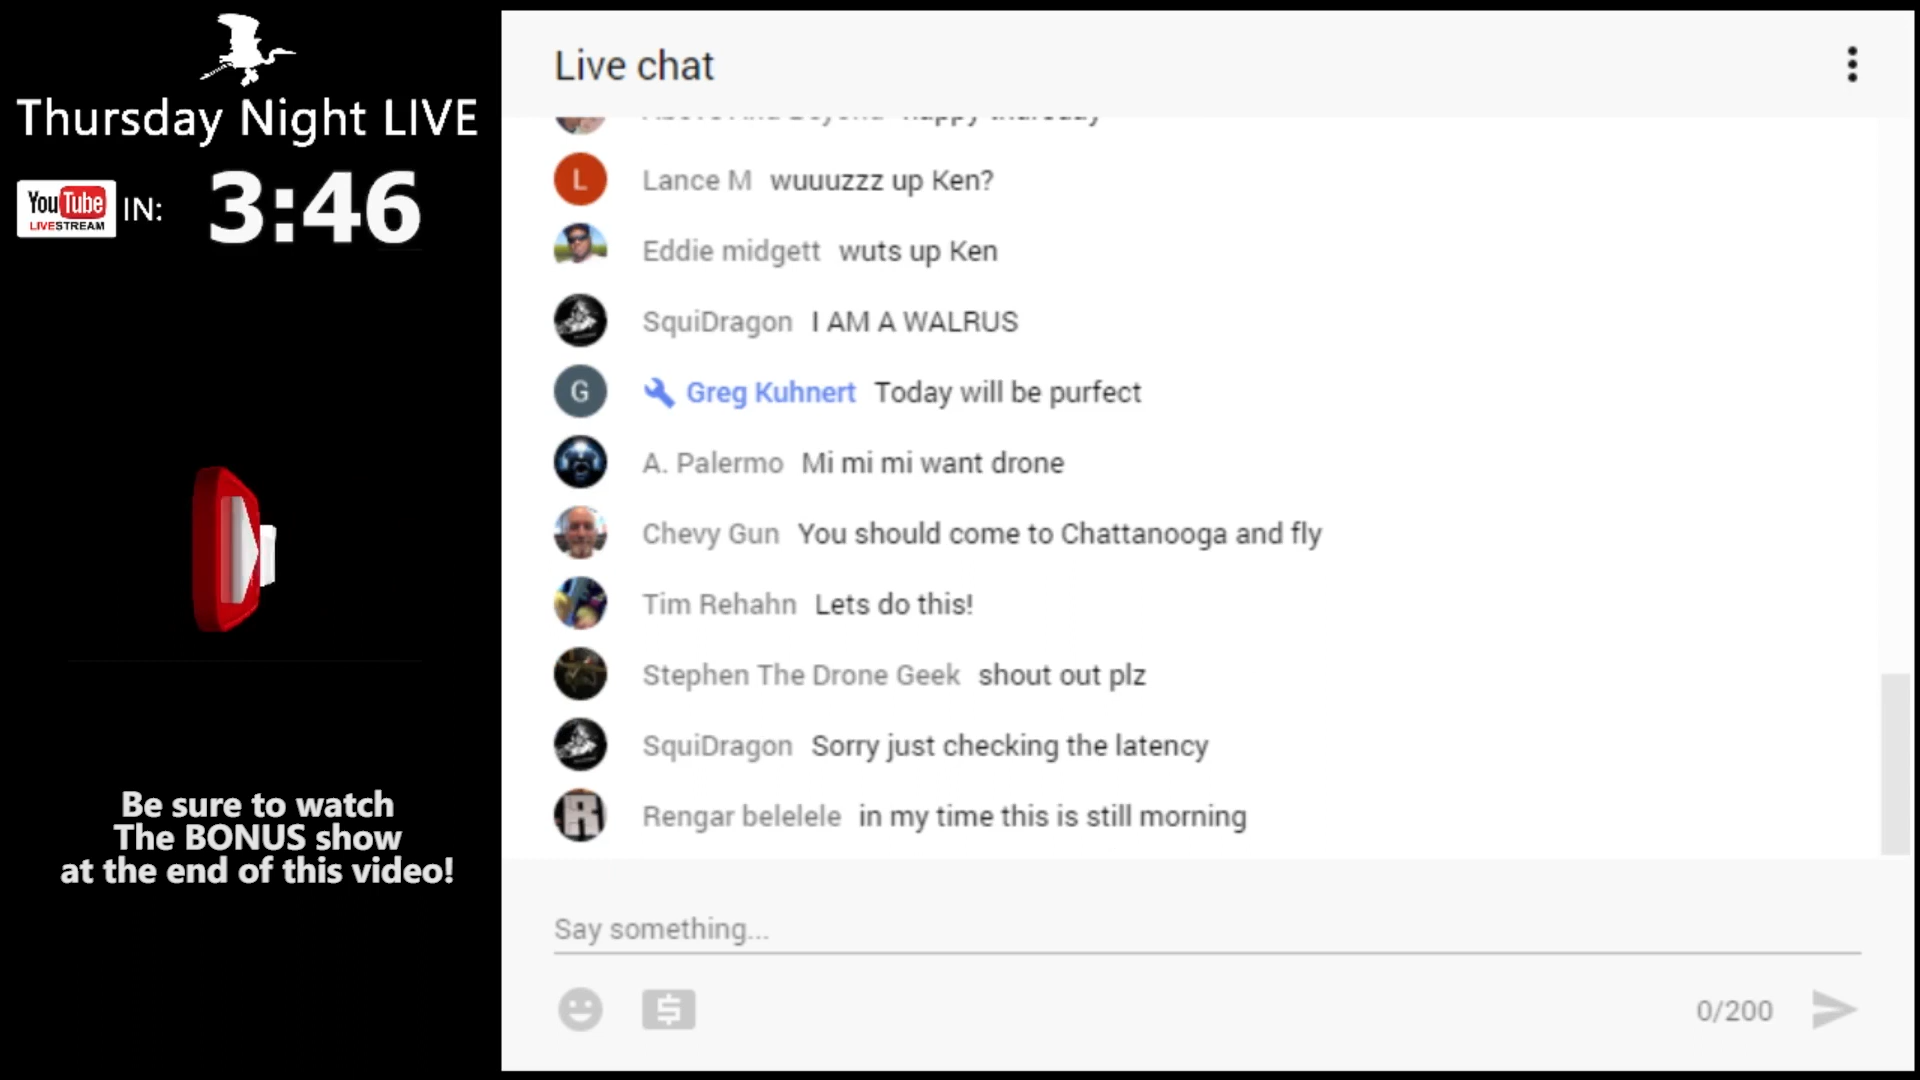 Thursday Night LIVE
YouTube
LIVESTREAM
IN:
3:46
Be sure to watch
The BONUS show
at the end of this video!
Live chat
L
Lance M wuuuzzz up Ken?
Eddie midgett wuts up Ken
SquiDragon I AM A WALRUS
G
Greg Kuhnert Today will be purfect
A. Palermo Mi mi mi want drone
Chevy Gun You should come to Chattanooga and fly
Tim Rehahn Lets do this!
Stephen The Drone Geek shout out plz
SquiDragon Sorry just checking the latency
Rengar belelele in my time this is still morning
Say something...
0/200